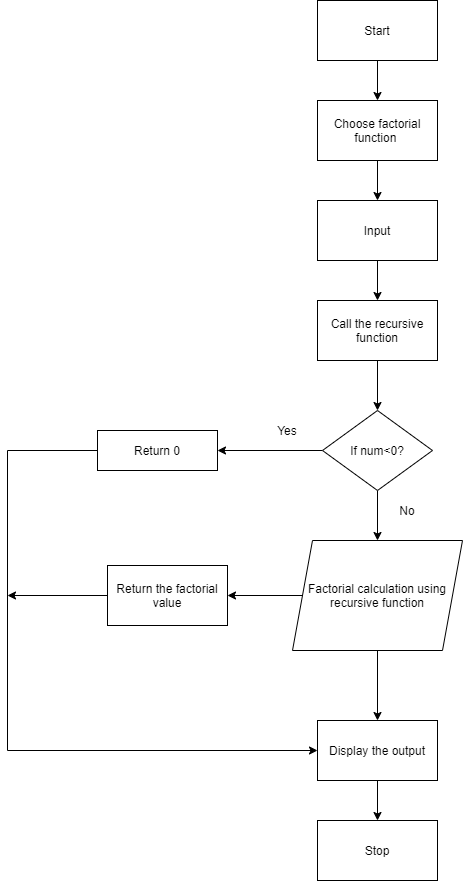 Start
Choose factorial
function
Input
Call the recursive
function
Yes
Return 0
If num<0?
No
Return the factorial
value
Factorial calculation using
recursive function
Display the output
Stop